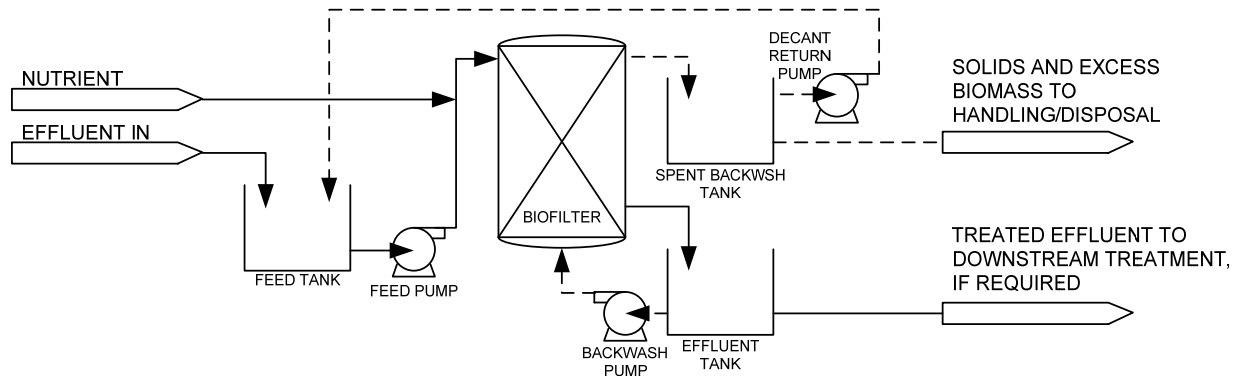 DECANT
RETURN
PUMP
SOLIDS AND EXCESS
BIOMASS TO
HANDLING/DISPOSAL
NUTRIENT
EFFLUENT IN
SPENT BACKWSH
TANK
BIOFILTER
FEED TANK
FEED PUMP
TREATED EFFLUENT TO
DOWNSTREAM TREATMENT,
IF REQUIRED
BACKWASH
PUMP
EFFLUENT
TANK